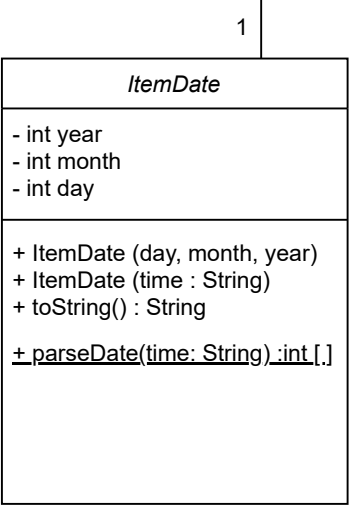 1
ItemDate
- int year
- int month
- int day
+ ItemDate (day, month, year)
+ ItemDate (time : String)
+ toString() : String
+ parseDate(time: String) :int [ ]